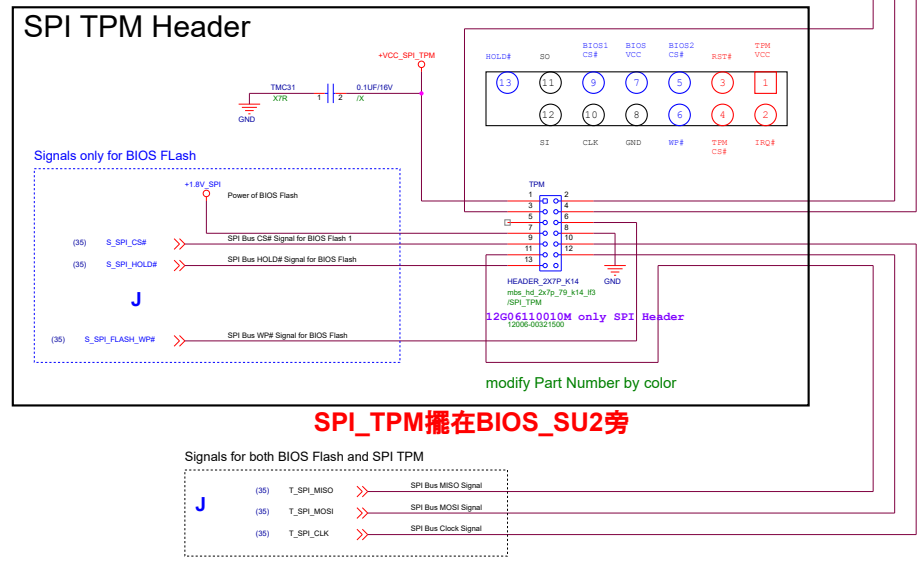 SPI TPM Header
+VCC_SPI_TPM
TMC31
0.1UF/16V
X7R
1
2
/X
GND
HOLD#
SO
BIOS1
CS#
BIOS
VCC
BIOS2
CS#
RST#
TPM
VCC
13
11
9
7
5
3
1
12
10
8
6
4
2
SI
CLK
GND
WP#
TPM
CS#
IRQ#
Signals only for BIOS FLash
+1.8V_SPI
Power of BIOS Flash
(35)
S_SPI_CS#
SPI Bus CS# Signal for BIOS Flash 1
(35)
S_SPI_HOLD#
SPI Bus HOLD# Signal for BIOS Flash
J
(35)
S_SPI_FLASH_WP#
SPI Bus WP# Signal for BIOS Flash
TPM
1
2
3
4
5
6
7
8
9
10
11
12
13
HEADER_2X7P_K14
GND
mbs_hd_2x7p_79_k14_lf3
/SPI_TPM
12G06110010M only SPI Header
12006-00321500
modify Part Number by color
SPI_TPM擺在BIOS_SU2旁
Signals for both BIOS Flash and SPI TPM
J
(35)
T_SPI_MISO
SPI Bus MISO Signal
(35)
T_SPI_MOSI
SPI Bus MOSI Signal
(35)
T_SPI_CLK
SPI Bus Clock Signal